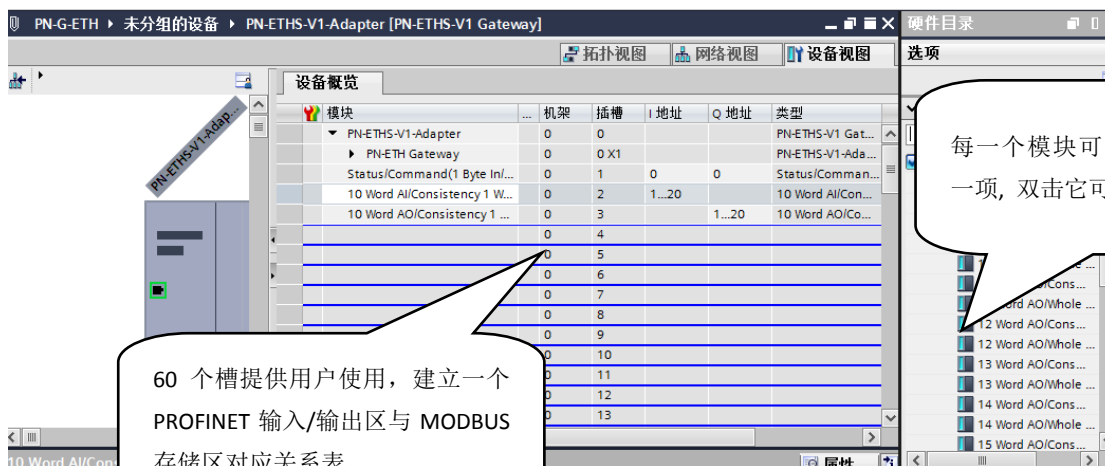 PN-G-ETH ▸ 未分组的设备 ▸ PN-ETHS-V1-Adapter [PN-ETHS-V1 Gateway]
硬件目录
拓扑视图 网络视图 设备视图
选项
设备概览
PN-ETHS-V1-Adap...
模块 ... 机架 插槽 I 地址 Q 地址 类型
PN-ETHS-V1-Adapter 0 0 PN-ETHS-V1 Gat...
PN-ETH Gateway 0 0 X1 PN-ETHS-V1-Ada...
Status/Command(1 Byte In/... 0 1 0 0 Status/Comman...
10 Word AI/Consistency 1 W... 0 2 1...20 10 Word AI/Con...
10 Word AO/Consistency 1 ... 0 3 1...20 10 Word AO/Co...
0 4
0 5
0 6
0 7
0 8
0 9
0 10
0 11
0 12
0 13
每一个模块可
一项, 双击它可
60 个槽提供用户使用，建立一个
PROFINET 输入/输出区与 MODBUS
存储区对应关系表
12 Word AO/Cons...
12 Word AO/Whole ...
13 Word AO/Cons...
13 Word AO/Whole ...
14 Word AO/Cons...
14 Word AO/Whole ...
15 Word AO/Cons...
10 Word AI/Con
属性